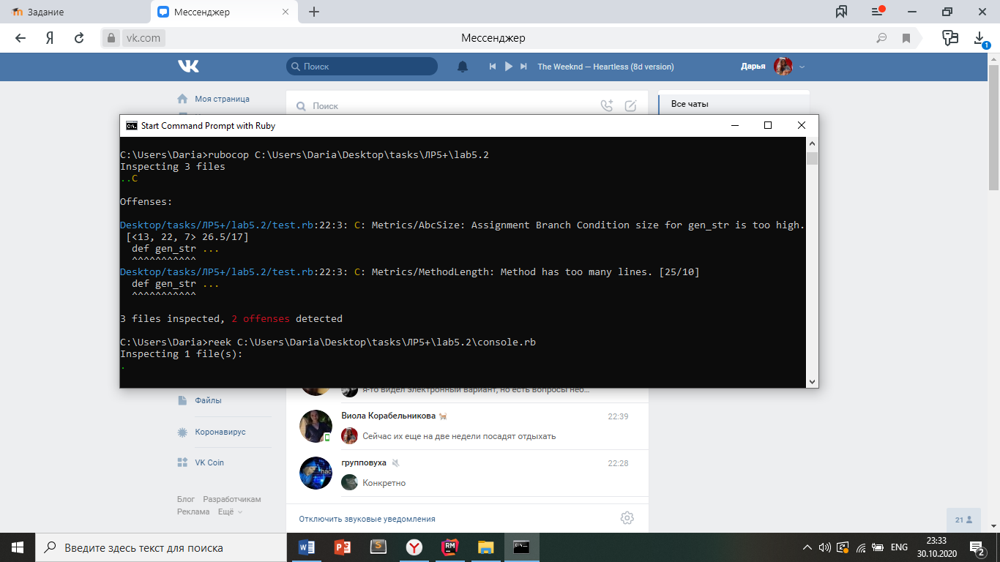 Задание
Мессенджер
vk.com
Мессенджер
1
Поиск
The Weeknd — Heartless (8d version)
Дарья
Моя страница
Поиск
Все чаты
Start Command Prompt with Ruby
C:\Users\Daria>rubocop C:\Users\Daria\Desktop\tasks\ЛР5+\lab5.2
Inspecting 3 files
..C
Offenses:
Desktop/tasks/ЛР5+/lab5.2/test.rb:22:3: C: Metrics/AbcSize: Assignment Branch Condition size for gen_str is too high.
[<13, 22, 7> 26.5/17]
def gen_str ...
^^^^^^^^^^^
Desktop/tasks/ЛР5+/lab5.2/test.rb:22:3: C: Metrics/MethodLength: Method has too many lines. [25/10]
def gen_str ...
^^^^^^^^^^^
3 files inspected, 2 offenses detected
C:\Users\Daria>reek C:\Users\Daria\Desktop\tasks\ЛР5+\lab5.2\console.rb
Inspecting 1 file(s):
.
я-то видел электронный вариант, но есть вопросы нео...
Файлы
Виола Корабельникова 22:39
Сейчас их еще на две недели посадят отдыхать
Коронавирус
VK Coin
групповуха 22:28
Конкретно
Блог Разработчикам
Реклама Ещё
Отключить звуковые уведомления
21
Введите здесь текст для поиска
ENG
23:33
30.10.2020
2